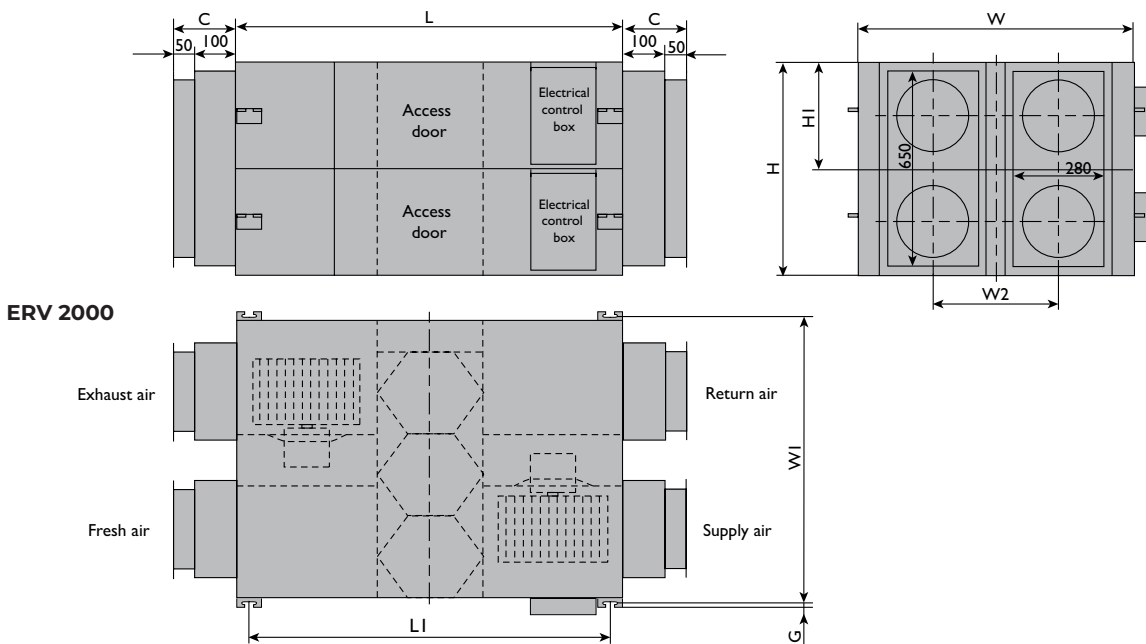 C L C
50 100 100 50
Access door
Electrical control box
Access door
Electrical control box
W
H
H1
650
280
W2
ERV 2000
Exhaust air
Return air
Fresh air
Supply air
W1
L1
G